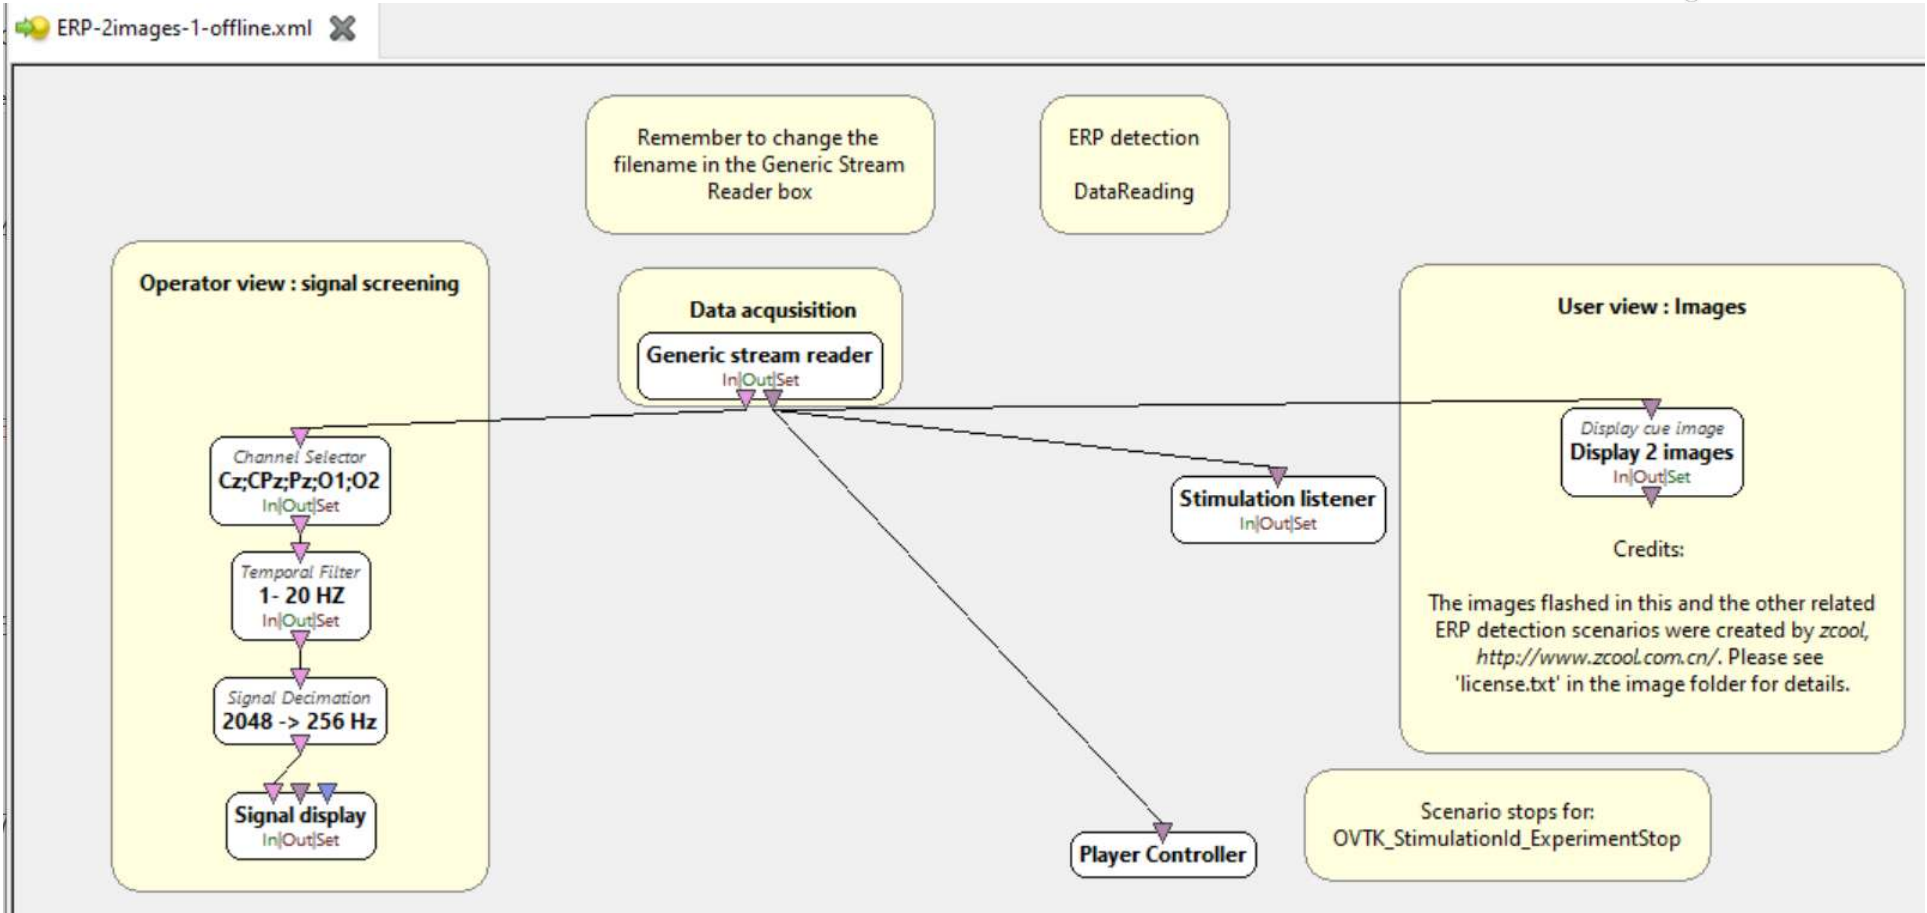 ERP-2images-1-offline.xml
Remember to change the
filename in the Generic Stream
Reader box
ERP detection
DataReading
Operator view : signal screening
Data acqusisition
Generic stream reader
In|Out|Set
User view : Images
Channel Selector
Cz;CPz;Pz;O1;O2
In|Out|Set
Temporal Filter
1- 20 HZ
In|Out|Set
Signal Decimation
2048 -> 256 Hz
Signal display
In|Out|Set
Stimulation listener
In|Out|Set
Player Controller
Display cue image
Display 2 images
In|Out|Set
Credits:
The images flashed in this and the other related
ERP detection scenarios were created by zcool,
http://www.zcool.com.cn/. Please see
'license.txt' in the image folder for details.
Scenario stops for:
OVTK_StimulationId_ExperimentStop